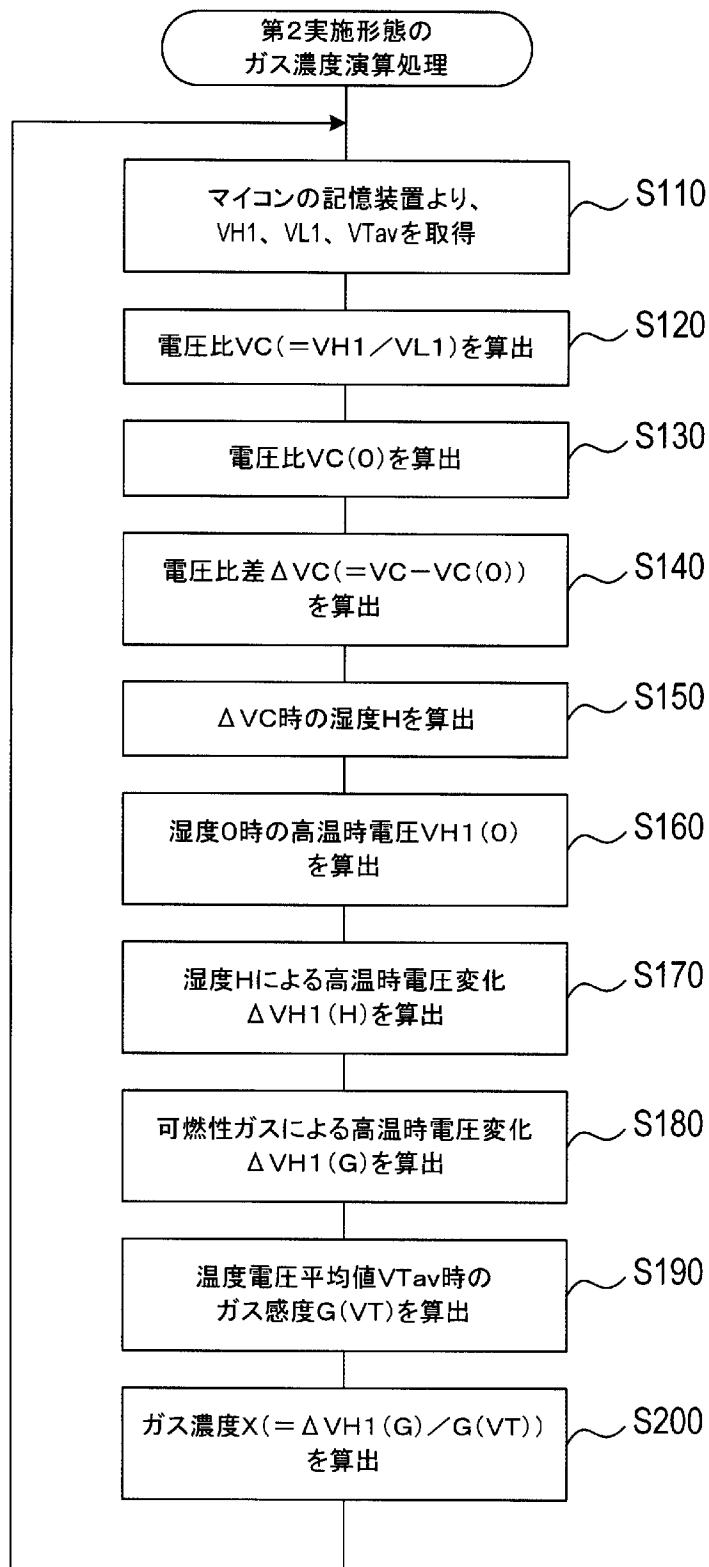 第2実施形態の
ガス濃度演算処理
マイコンの記憶装置より、
VH1、VL1、VTavを取得
S110
電圧比VC(=VH1/VL1)を算出
S120
電圧比VC(0)を算出
S130
電圧比差ΔVC(=VC-VC(0))
を算出
S140
ΔVC時の湿度Hを算出
S150
湿度0時の高温時電圧VH1(0)
を算出
S160
湿度Hによる高温時電圧変化
ΔVH1(H)を算出
S170
可燃性ガスによる高温時電圧変化
ΔVH1(G)を算出
S180
温度電圧平均値VTav時の
ガス感度G(VT)を算出
S190
ガス濃度X(=ΔVH1(G)/G(VT))
を算出
S200